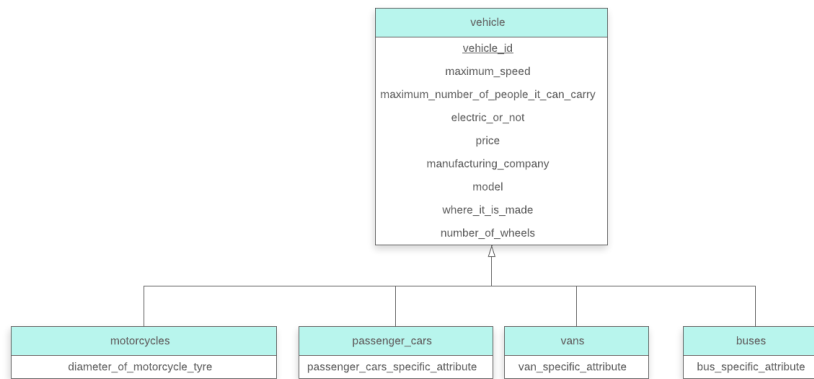 vehicle
vehicle_id
maximum_speed
maximum_number_of_people_it_can_carry
electric_or_not
price
manufacturing_company
model
where_it_is_made
number_of_wheels
motorcycles
diameter_of_motorcycle_tyre
passenger_cars
passenger_cars_specific_attribute
vans
van_specific_attribute
buses
bus_specific_attribute